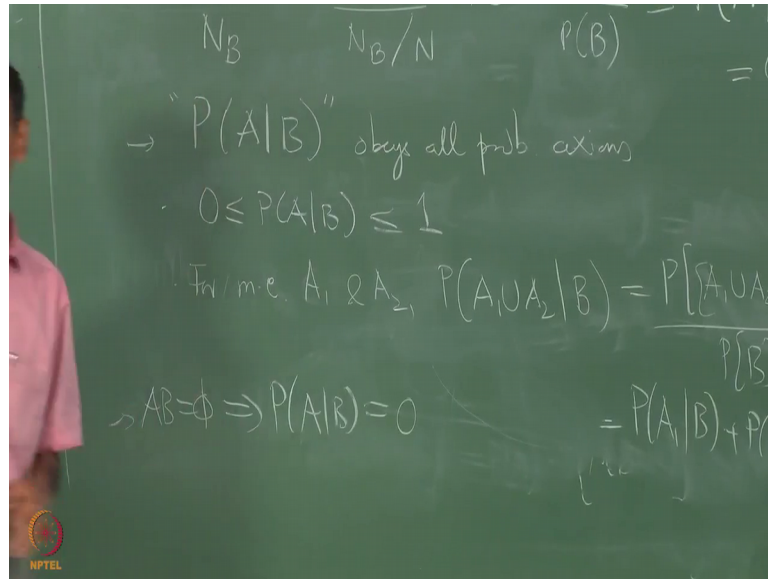 N_B   N_B/N   P(B)
=
→ "P(A|B)" obeys all prob. axioms
· 0 ≤ P(A|B) ≤ 1
· For m.e. A₁ & A₂, P(A₁∪A₂|B) = P[{A₁∪A₂
P[B]
→ AB=ϕ ⇒ P(A|B) = 0   = P(A₁|B) + P(
NPTEL